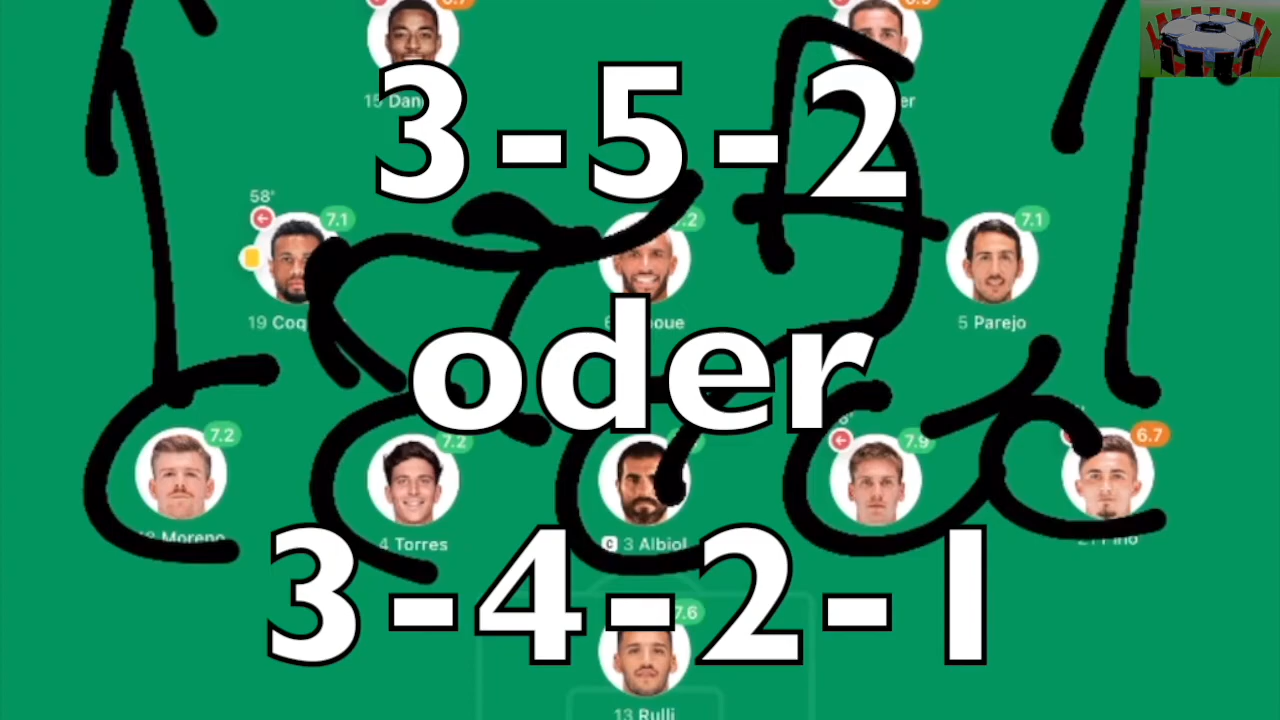 3-5-2
58'
7.1
7.1
19 Coq
5 Parejo
oder
7.2
7.2
7.9
6.7
4 Torres
C 3 Albiol
3-4-2-1
7.6
13 Rulli